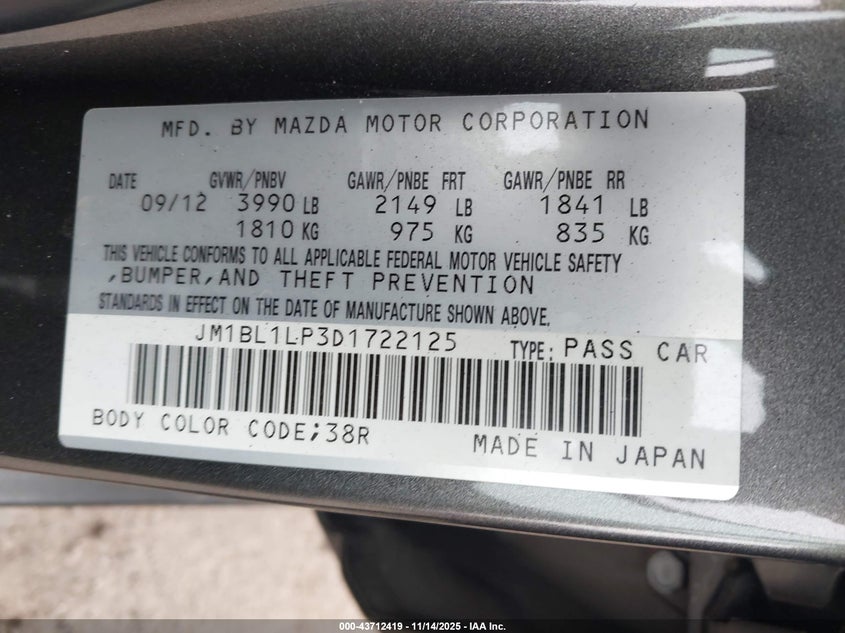 MFD. BY MAZDA MOTOR CORPORATION
DATE GVWR/PNBV GAWR/PNBE FRT GAWR/PNBE RR
09/12 3990 LB 2149 LB 1841 LB
1810 KG 975 KG 835 KG
THIS VEHICLE CONFORMS TO ALL APPLICABLE FEDERAL MOTOR VEHICLE SAFETY
,BUMPER,AND THEFT PREVENTION
STANDARDS IN EFFECT ON THE DATE OF MANUFACTURE SHOWN ABOVE.
JM1BL1LP3D1722125 TYPE: PASS CAR
BODY COLOR CODE;38R MADE IN JAPAN
000-43712419 - 11/14/2025 - IAA Inc.